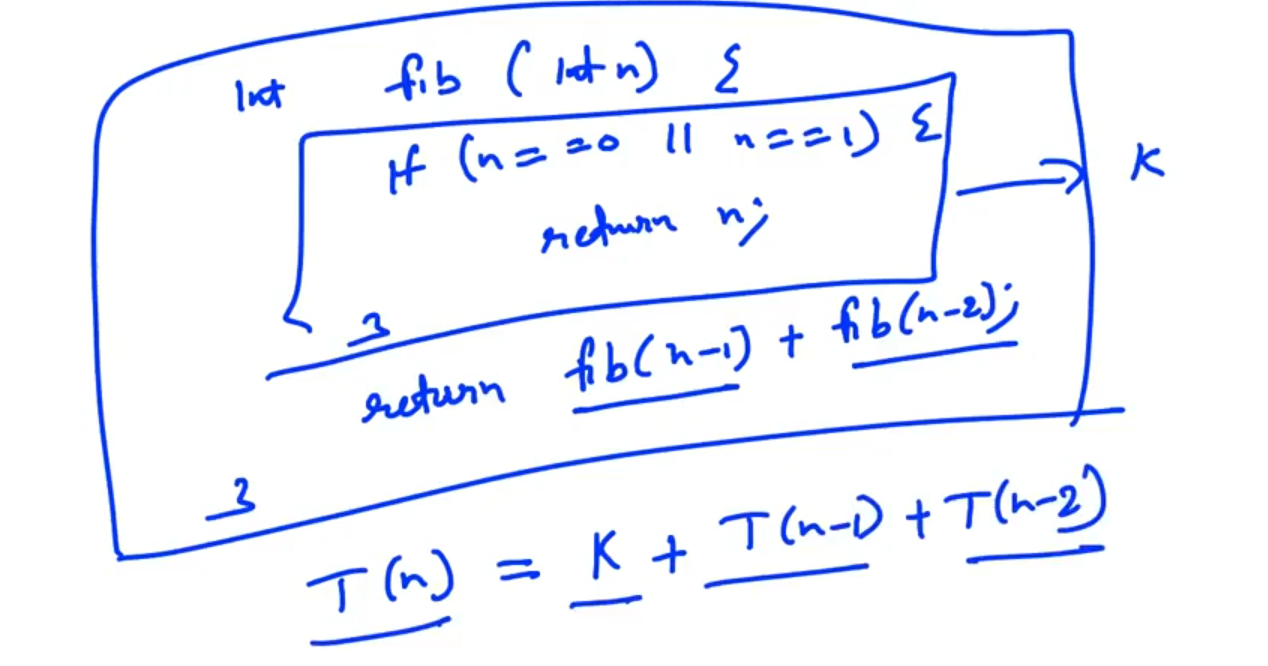 Int fib (Int n) {
If (n==0 || n==1) {
return n;
}
K
return fib(n-1) + fib(n-2);
}
T(n) = K + T(n-1) + T(n-2)